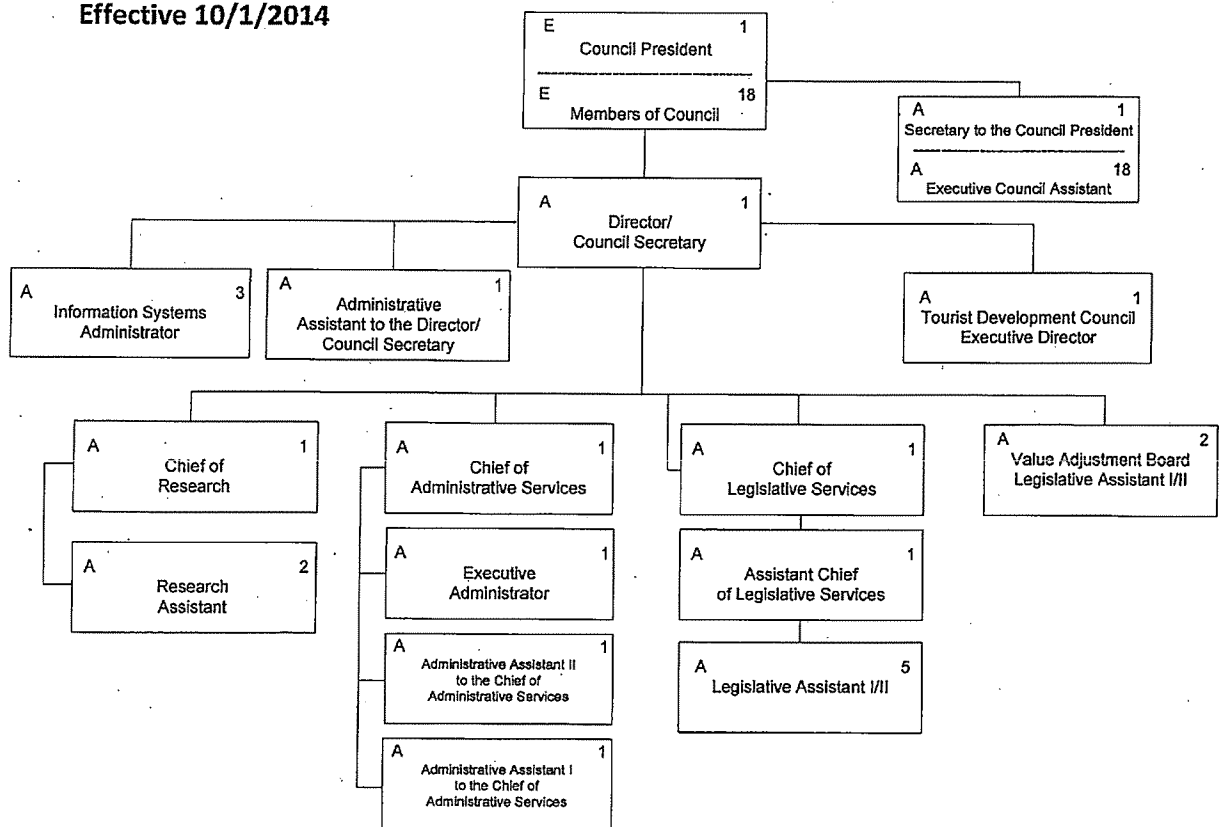 Effective 10/1/2014
E 1
Council President
E 18
Members of Council
A 1
Secretary to the Council President
A 18
Executive Council Assistant
A 1
Director/
Council Secretary
A 3
Information Systems
Administrator
A 1
Administrative
Assistant to the Director/
Council Secretary
A 1
Tourist Development Council
Executive Director
A 1
Chief of
Research
A 2
Research
Assistant
A 1
Chief of
Administrative Services
A 1
Executive
Administrator
A 1
Administrative Assistant II
to the Chief of
Administrative Services
A 1
Administrative Assistant I
to the Chief of
Administrative Services
A 1
Chief of
Legislative Services
A 1
Assistant Chief
of Legislative Services
A 5
Legislative Assistant I/II
A 2
Value Adjustment Board
Legislative Assistant I/II